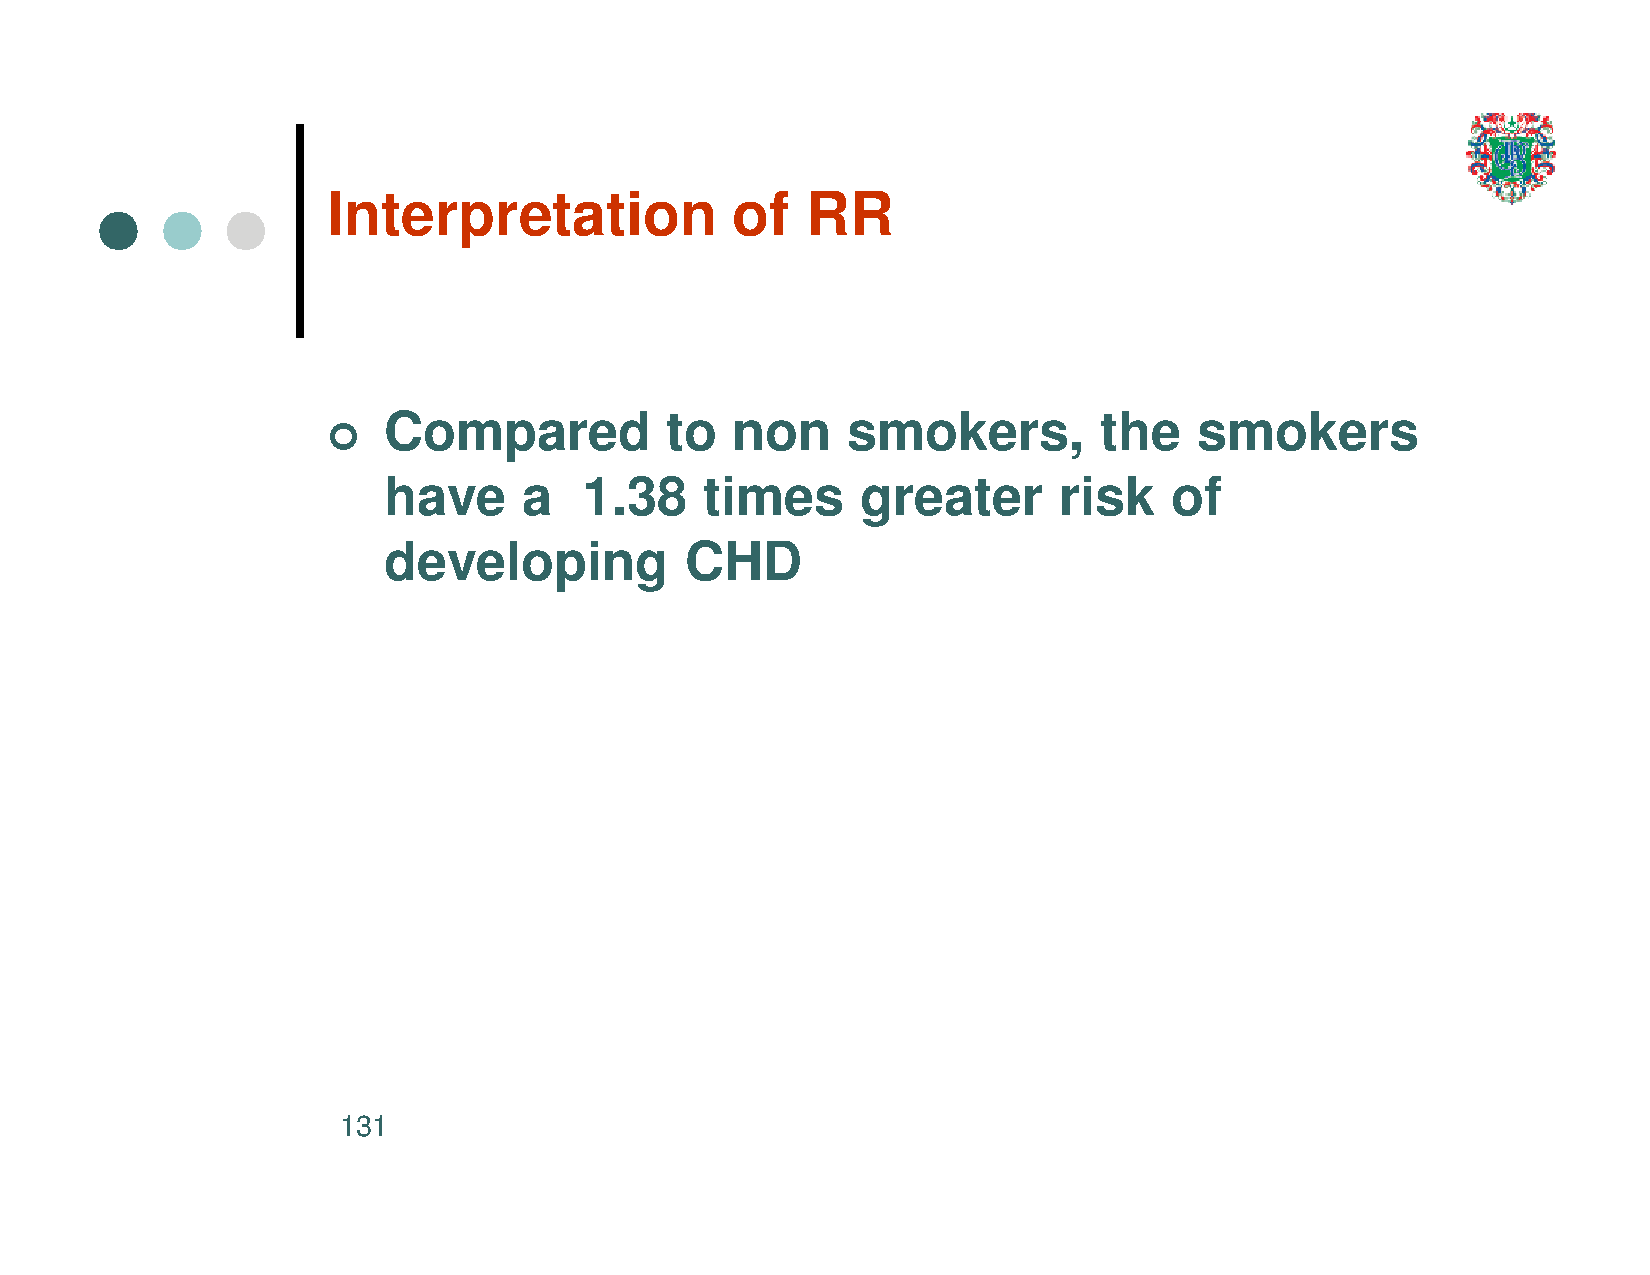 Interpretation of RR
Compared to non smokers, the smokers
have a 1.38 times greater risk of
developing CHD
131